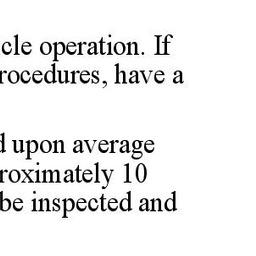 cle operation. If
rocedures, have a
d upon average
roximately 10
be inspected and